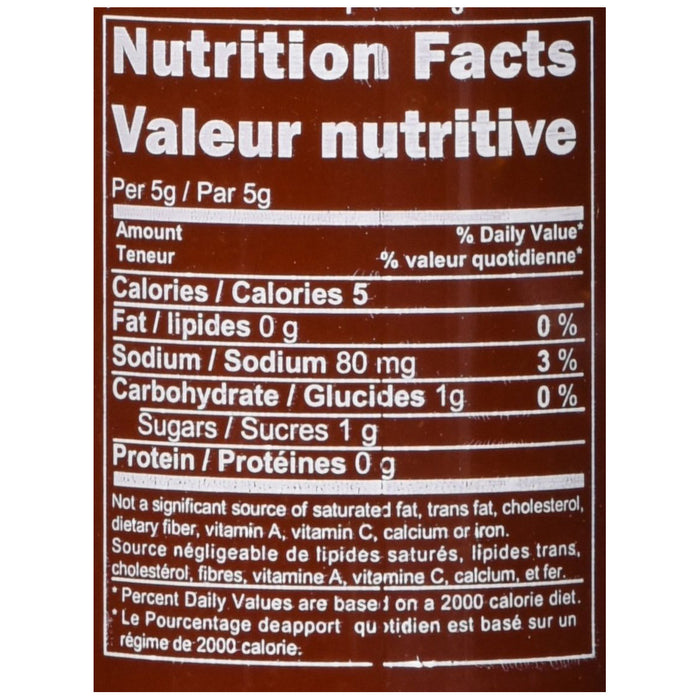 Nutrition Facts
Valeur nutritive
Per 5g / Par 5g
Amount % Daily Value*
Teneur % valeur quotidienne*
Calories / Calories 5
Fat / lipides 0 g 0 %
Sodium / Sodium 80 mg 3 %
Carbohydrate / Glucides 1g 0 %
Sugars / Sucres 1 g
Protein / Protéines 0 g
Not a significant source of saturated fat, trans fat, cholesterol,
dietary fiber, vitamin A, vitamin C, calcium or iron.
Source négligeable de lipides saturés, lipides trans,
cholestérol, fibres, vitamine A, vitamine C, calcium, et fer.
* Percent Daily Values are based on a 2000 calorie diet.
* Le Pourcentage deapport quotidien est basé sur un
régime de 2000 calorie.